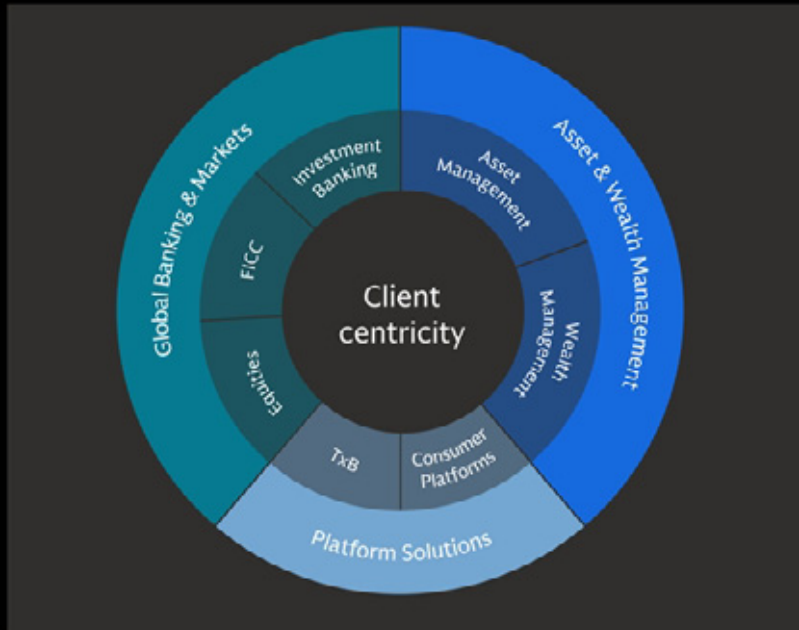 Client
centricity
Global Banking & Markets
Investment
Banking
FICC
Equities
Asset & Wealth Management
Asset
Management
Wealth
Management
Platform Solutions
TxB
Consumer
Platforms